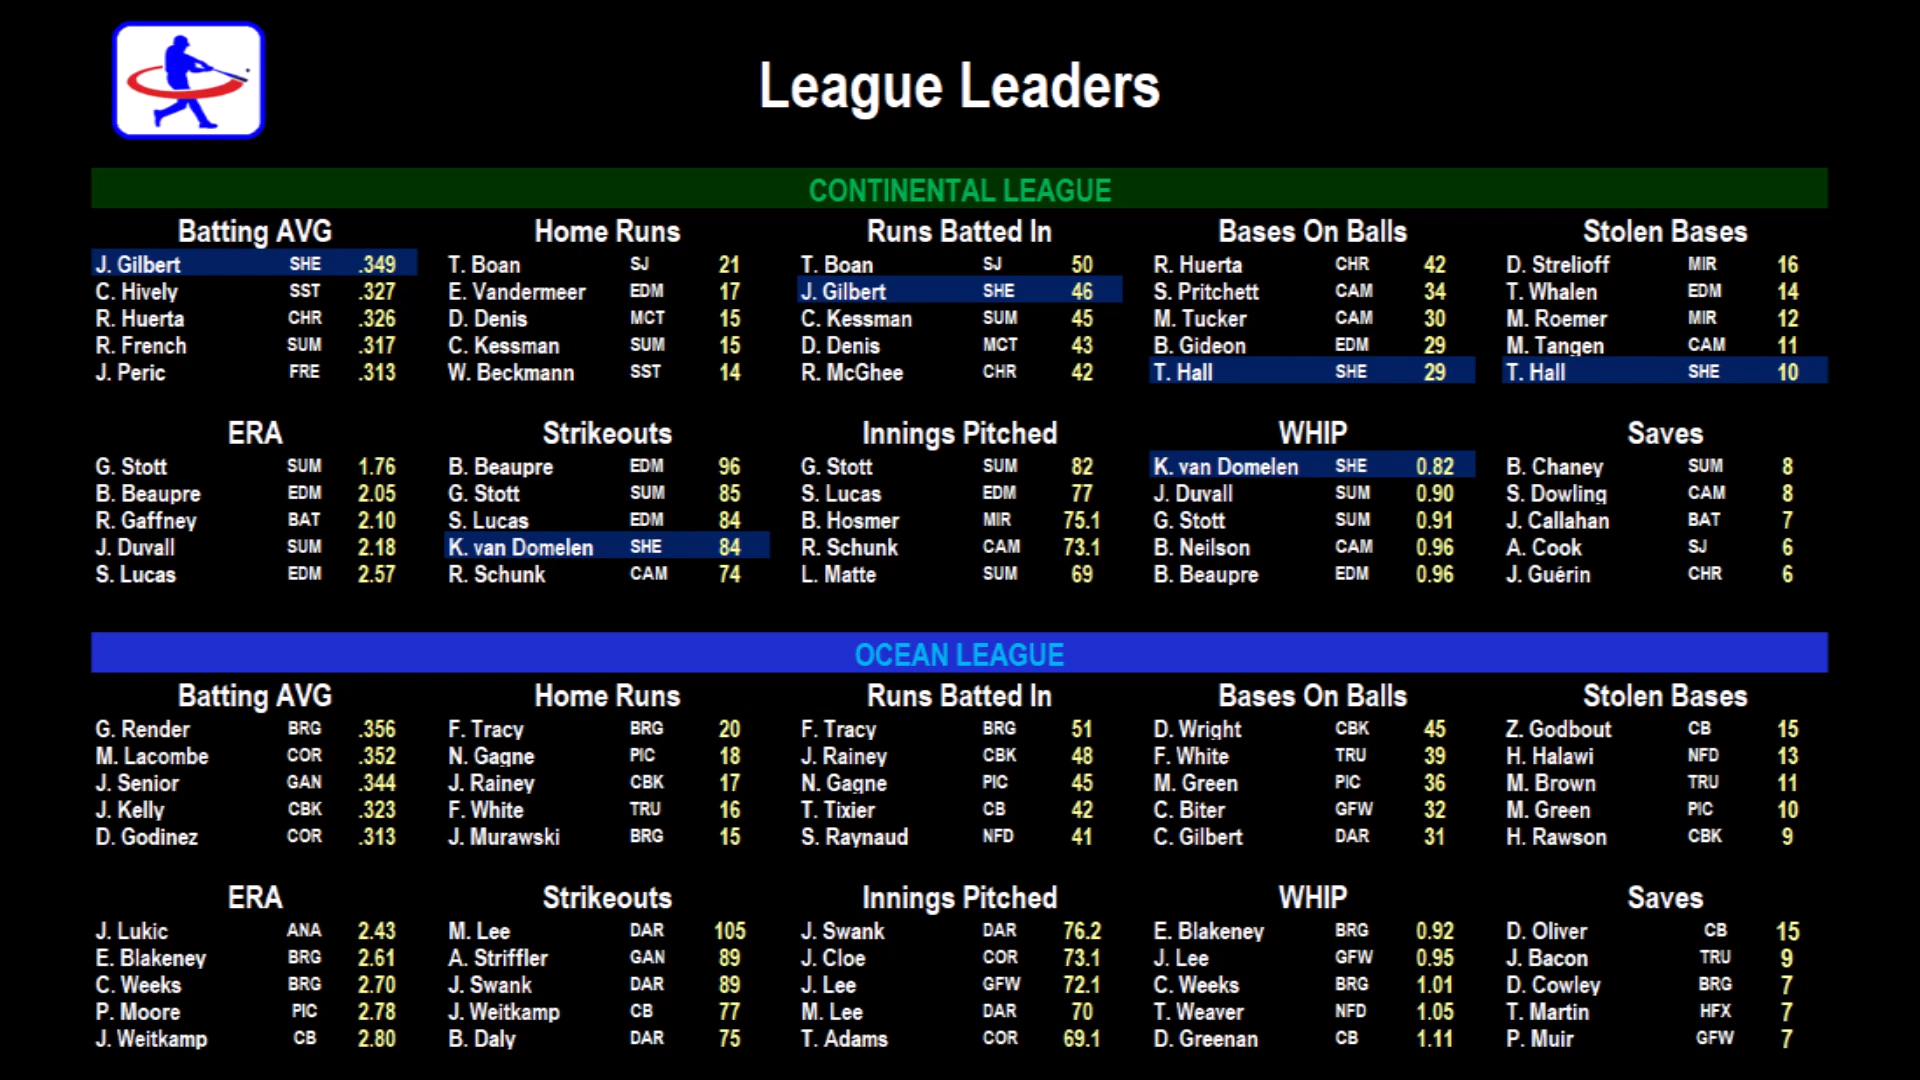 League Leaders
CONTINENTAL LEAGUE
Batting AVG Home Runs Runs Batted In Bases On Balls Stolen Bases
J. Gilbert SHE .349 T. Boan SJ 21 T. Boan SJ 50 R. Huerta CHR 42 D. Strelioff MIR 16
C. Hively SST .327 E. Vandermeer EDM 17 J. Gilbert SHE 46 S. Pritchett CAM 34 T. Whalen EDM 14
R. Huerta CHR .326 D. Denis MCT 15 C. Kessman SUM 45 M. Tucker CAM 30 M. Roemer MIR 12
R. French SUM .317 C. Kessman SUM 15 D. Denis MCT 43 B. Gideon EDM 29 M. Tangen CAM 11
J. Peric FRE .313 W. Beckmann SST 14 R. McGhee CHR 42 T. Hall SHE 29 T. Hall SHE 10
ERA Strikeouts Innings Pitched WHIP Saves
G. Stott SUM 1.76 B. Beaupre EDM 96 G. Stott SUM 82 K. van Domelen SHE 0.82 B. Chaney SUM 8
B. Beaupre EDM 2.05 G. Stott SUM 85 S. Lucas EDM 77 J. Duvall SUM 0.90 S. Dowling CAM 8
R. Gaffney BAT 2.10 S. Lucas EDM 84 B. Hosmer MIR 75.1 G. Stott SUM 0.91 J. Callahan BAT 7
J. Duvall SUM 2.18 K. van Domelen SHE 84 R. Schunk CAM 73.1 B. Neilson CAM 0.96 A. Cook SJ 6
S. Lucas EDM 2.57 R. Schunk CAM 74 L. Matte SUM 69 B. Beaupre EDM 0.96 J. Guérin CHR 6
OCEAN LEAGUE
Batting AVG Home Runs Runs Batted In Bases On Balls Stolen Bases
G. Render BRG .356 F. Tracy BRG 20 F. Tracy BRG 51 D. Wright CBK 45 Z. Godbout CB 15
M. Lacombe COR .352 N. Gagne PIC 18 J. Rainey CBK 48 F. White TRU 39 H. Halawi NFD 13
J. Senior GAN .344 J. Rainey CBK 17 N. Gagne PIC 45 M. Green PIC 36 M. Brown TRU 11
J. Kelly CBK .323 F. White TRU 16 T. Tixier CB 42 C. Biter GFW 32 M. Green PIC 10
D. Godinez COR .313 J. Murawski BRG 15 S. Raynaud NFD 41 C. Gilbert DAR 31 H. Rawson CBK 9
ERA Strikeouts Innings Pitched WHIP Saves
J. Lukic ANA 2.43 M. Lee DAR 105 J. Swank DAR 76.2 E. Blakeney BRG 0.92 D. Oliver CB 15
E. Blakeney BRG 2.61 A. Striffler GAN 89 J. Cloe COR 73.1 J. Lee GFW 0.95 J. Bacon TRU 9
C. Weeks BRG 2.70 J. Swank DAR 89 J. Lee GFW 72.1 C. Weeks BRG 1.01 D. Cowley BRG 7
P. Moore PIC 2.78 J. Weitkamp CB 77 M. Lee DAR 70 T. Weaver NFD 1.05 T. Martin HFX 7
J. Weitkamp CB 2.80 B. Daly DAR 75 T. Adams COR 69.1 D. Greenan CB 1.11 P. Muir GFW 7